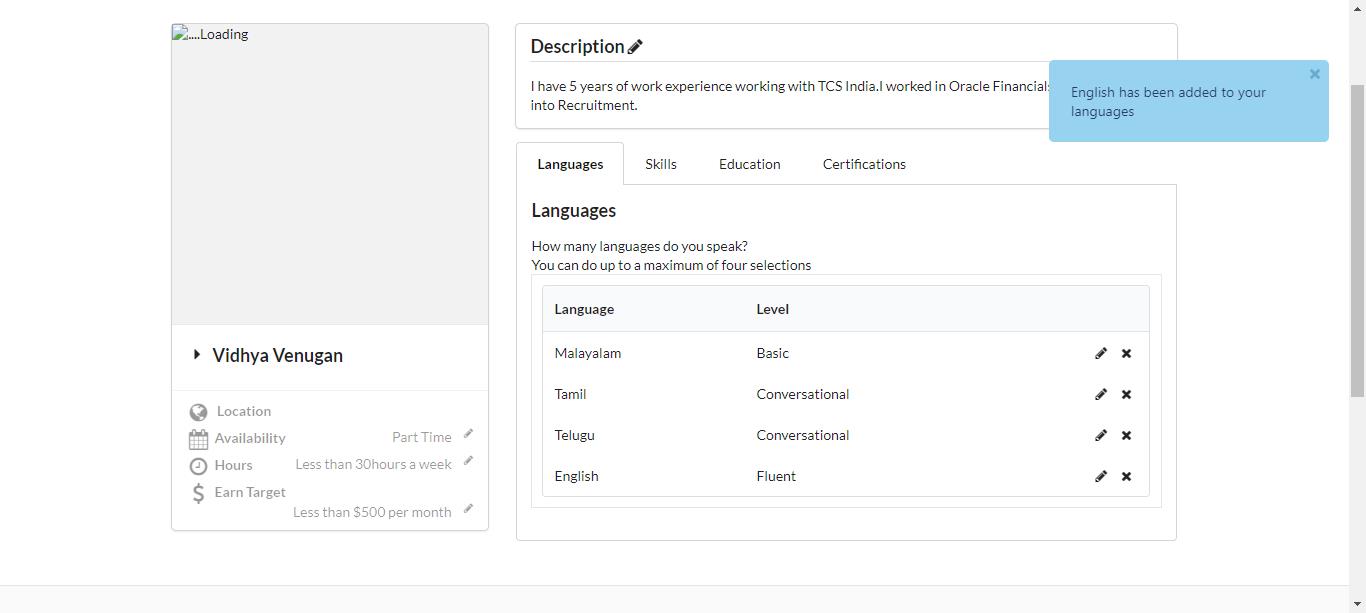 ....Loading
Vidhya Venugan
Location
Availability Part Time
Hours Less than 30hours a week
Earn Target
Less than $500 per month
Description
I have 5 years of work experience working with TCS India.I worked in Oracle Financial
into Recruitment.
English has been added to your
languages
Languages Skills Education Certifications
Languages
How many languages do you speak?
You can do up to a maximum of four selections
Language Level
Malayalam Basic
Tamil Conversational
Telugu Conversational
English Fluent